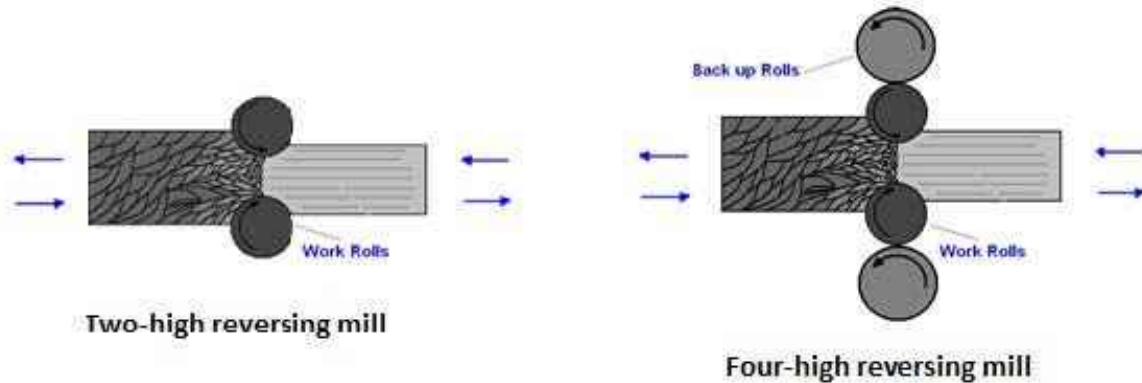 Back up Rolls
Work Rolls
Work Rolls
Two-high reversing mill
Four-high reversing mill